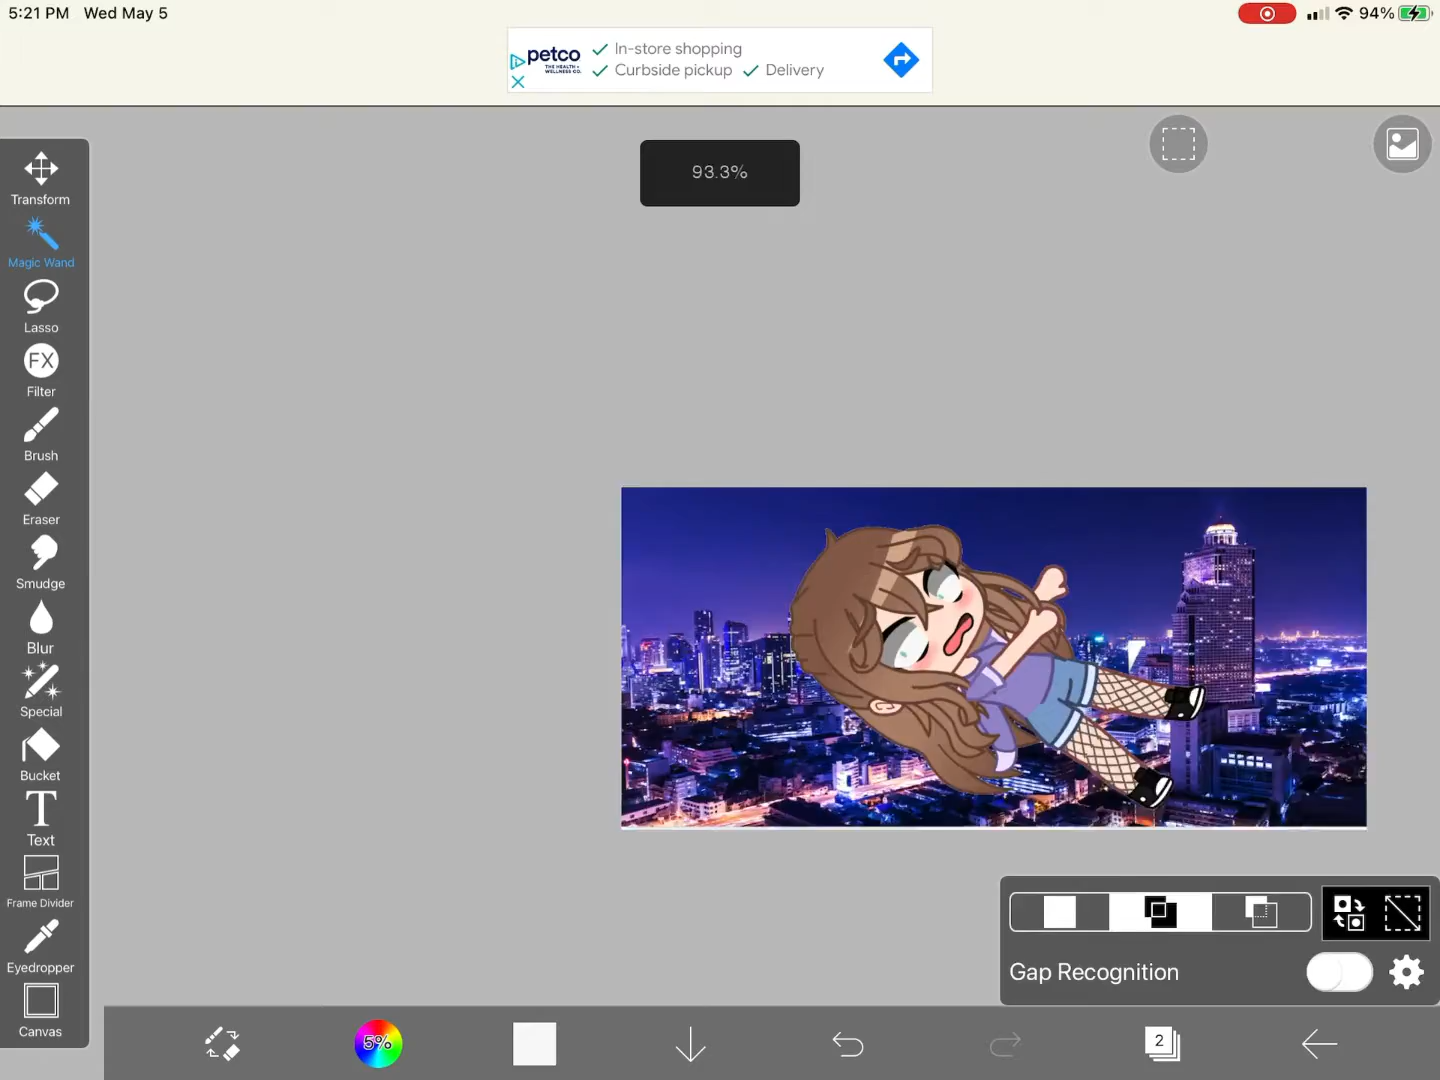 5:21 PM Wed May 5
94%
petco
THE HEALTH +
WELLNESS CO.
In-store shopping
Curbside pickup
Delivery
93.3%
Transform
Magic Wand
Lasso
FX
Filter
Brush
Eraser
Smudge
Blur
Special
Bucket
T
Text
Frame Divider
Eyedropper
Canvas
Gap Recognition
5%
2